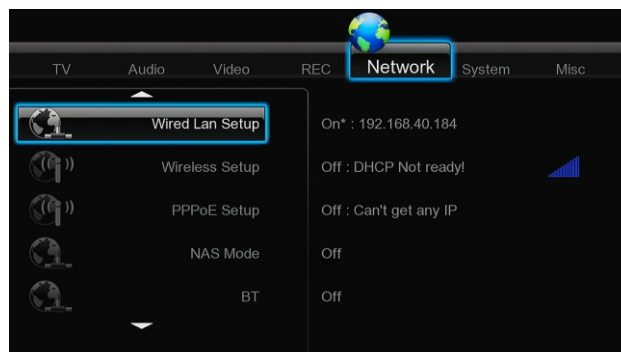 TV Audio Video REC Network System Misc
Wired Lan Setup On* : 192.168.40.184
Wireless Setup Off : DHCP Not ready!
PPPoE Setup Off : Can't get any IP
NAS Mode Off
BT Off